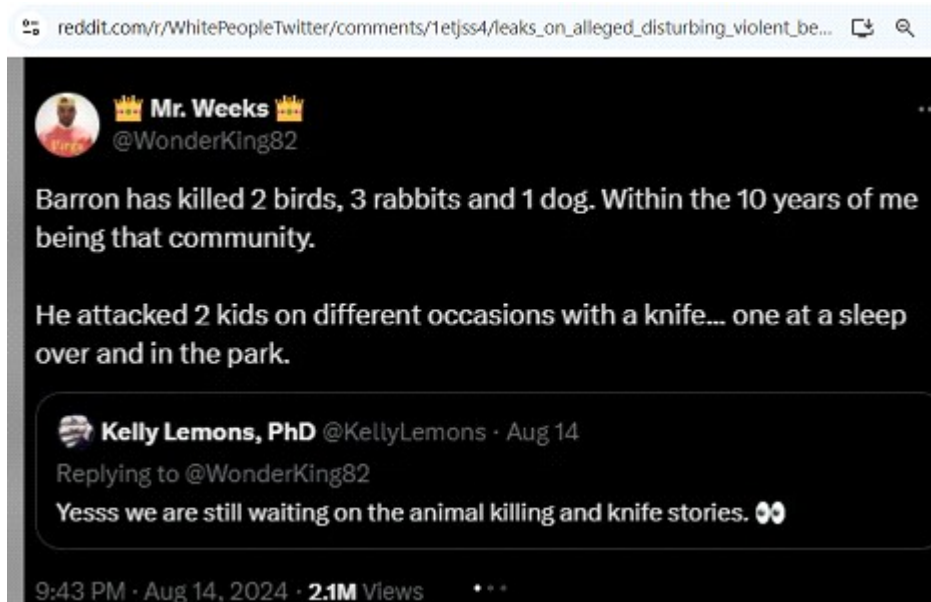 reddit.com/r/WhitePeopleTwitter/comments/1etjss4/leaks_on_alleged_disturbing_violent_be...
👑 Mr. Weeks 👑
@WonderKing82
Barron has killed 2 birds, 3 rabbits and 1 dog. Within the 10 years of me
being that community.
He attacked 2 kids on different occasions with a knife... one at a sleep
over and in the park.
Kelly Lemons, PhD @KellyLemons · Aug 14
Replying to @WonderKing82
Yesss we are still waiting on the animal killing and knife stories. 👀
9:43 PM · Aug 14, 2024 · 2.1M Views